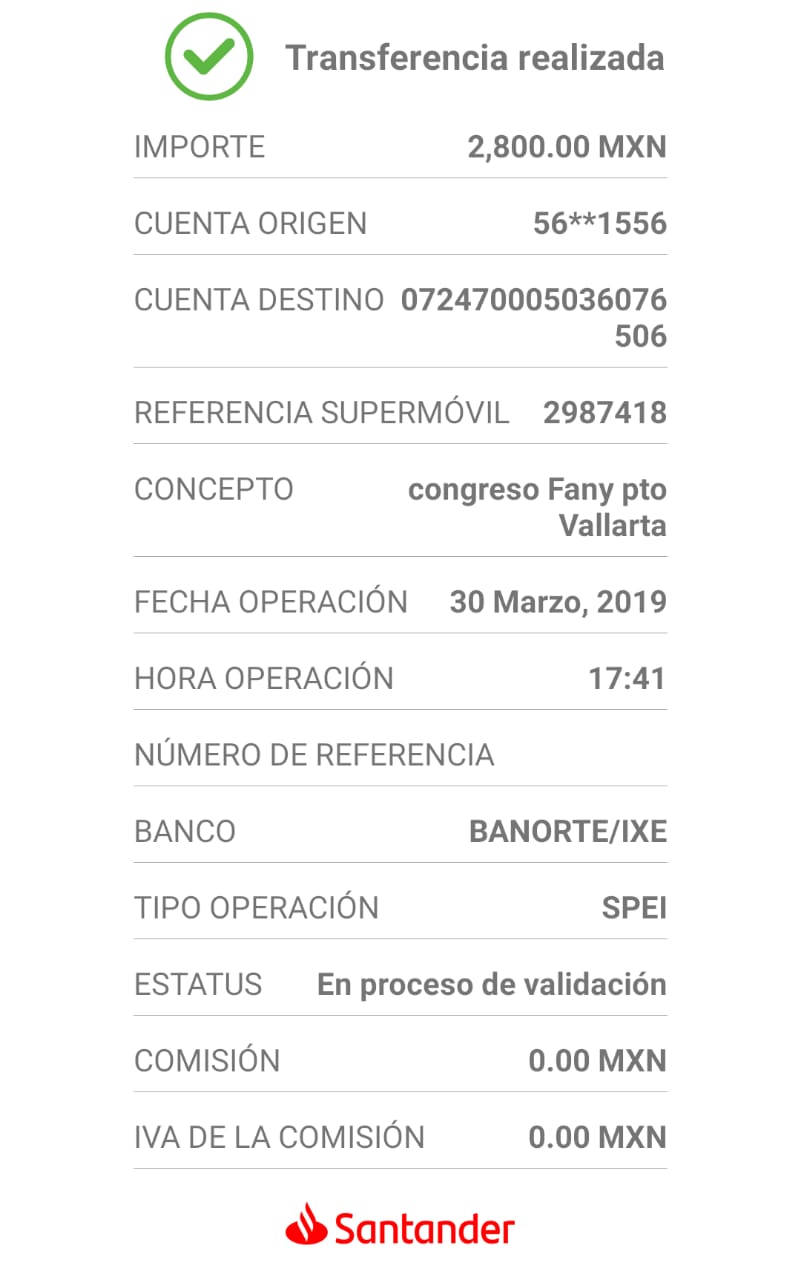 Transferencia realizada
IMPORTE 2,800.00 MXN
CUENTA ORIGEN 56**1556
CUENTA DESTINO 072470005036076
506
REFERENCIA SUPERMÓVIL 2987418
CONCEPTO congreso Fany pto
Vallarta
FECHA OPERACIÓN 30 Marzo, 2019
HORA OPERACIÓN 17:41
NÚMERO DE REFERENCIA
BANCO BANORTE/IXE
TIPO OPERACIÓN SPEI
ESTATUS En proceso de validación
COMISIÓN 0.00 MXN
IVA DE LA COMISIÓN 0.00 MXN
Santander